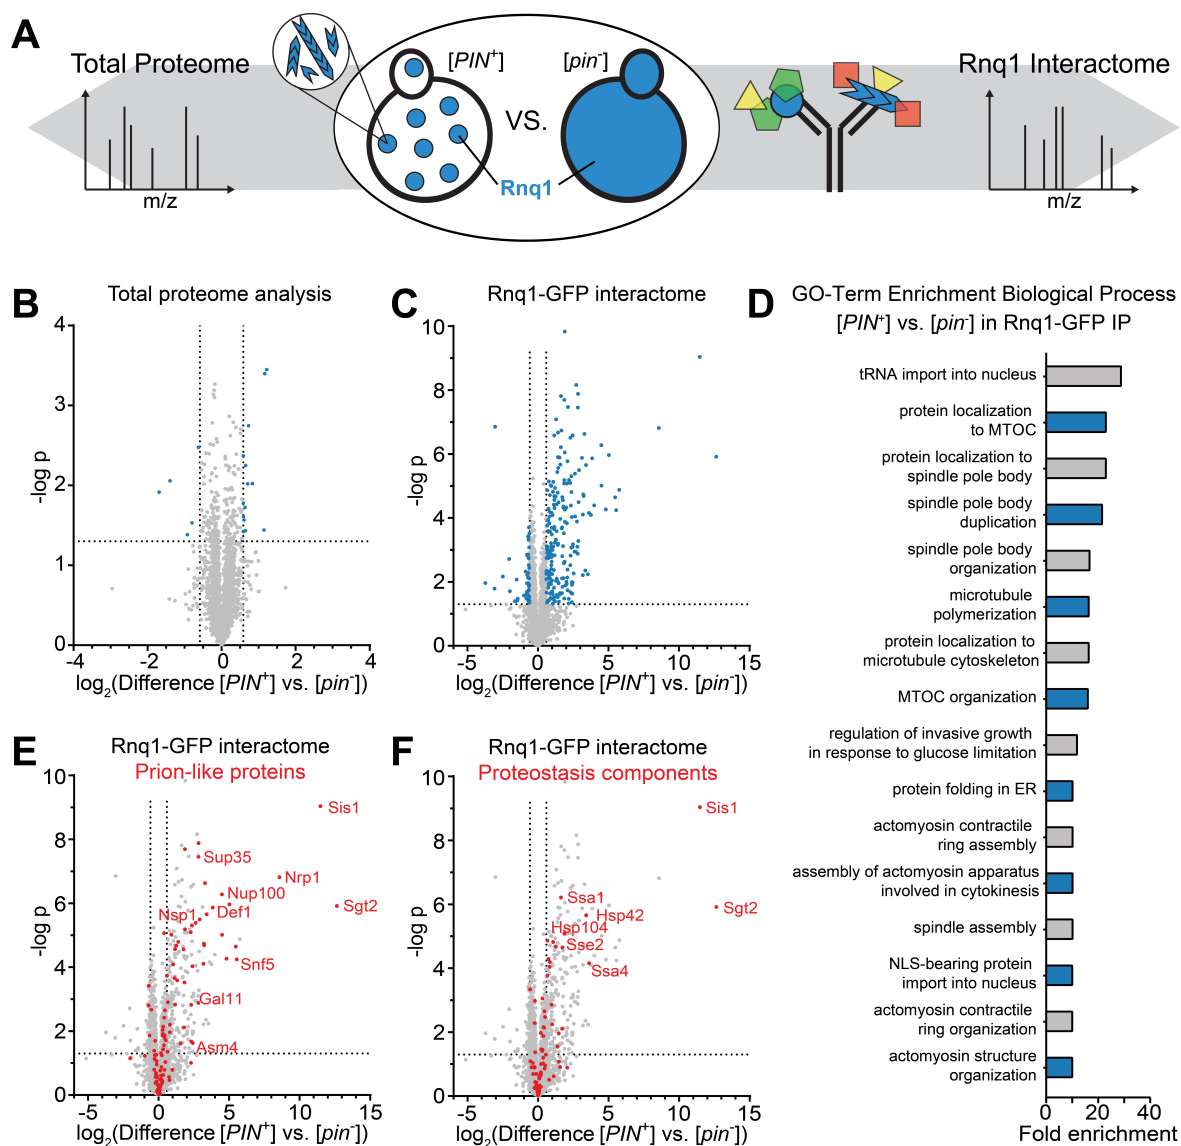 A
Total Proteome
[PIN⁺]
[pin⁻]
VS.
Rnq1
Rnq1 Interactome
m/z
m/z
B
Total proteome analysis
4
3
2
1
0
-log p
-4
-2
0
2
4
log₂(Difference [PIN⁺] vs. [pin⁻])
C
Rnq1-GFP interactome
10
8
6
4
2
0
-log p
-5
0
5
10
15
log₂(Difference [PIN⁺] vs. [pin⁻])
D
GO-Term Enrichment Biological Process
[PIN⁺] vs. [pin⁻] in Rnq1-GFP IP
tRNA import into nucleus
protein localization
to MTOC
protein localization to
spindle pole body
spindle pole body
duplication
spindle pole body
organization
microtubule
polymerization
protein localization to
microtubule cytoskeleton
MTOC organization
regulation of invasive growth
in response to glucose limitation
protein folding in ER
actomyosin contractile
ring assembly
assembly of actomyosin apparatus
involved in cytokinesis
spindle assembly
NLS-bearing protein
import into nucleus
actomyosin contractile
ring organization
actomyosin structure
organization
0
20
40
Fold enrichment
E
Rnq1-GFP interactome
Prion-like proteins
10
8
6
4
2
0
-log p
Sis1
Sup35
Nrp1
Nup100
Sgt2
Nsp1
Def1
Snf5
Gal11
Asm4
-5
0
5
10
15
log₂(Difference [PIN⁺] vs. [pin⁻])
F
Rnq1-GFP interactome
Proteostasis components
10
8
6
4
2
0
-log p
Sis1
Ssa1
Sgt2
Hsp42
Hsp104
Sse2
Ssa4
-5
0
5
10
15
log₂(Difference [PIN⁺] vs. [pin⁻])